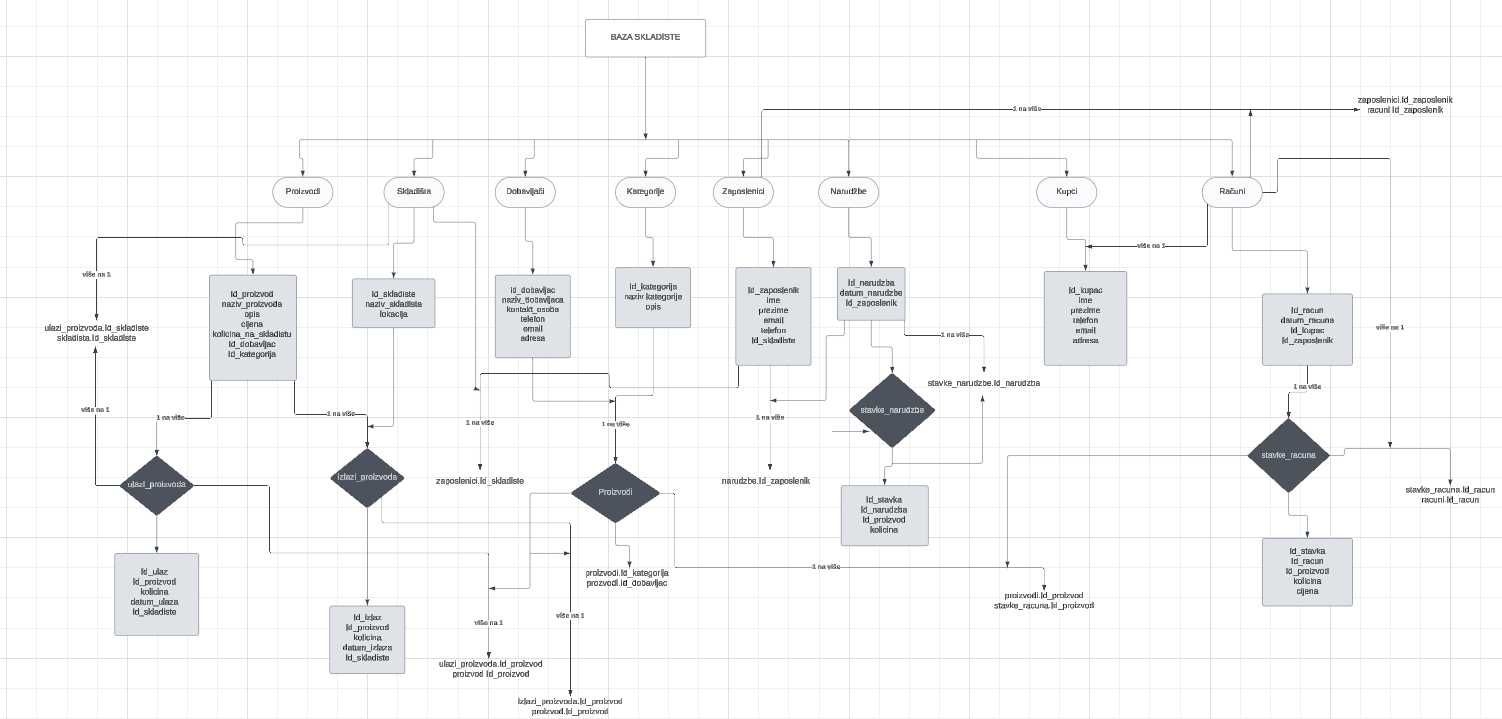 BAZA SKLADIŠTE
1 na više
zaposlenici.id_zaposlenik
racuni.id_zaposlenik
Proizvodi
Skladišta
Dobavljači
Kategorije
Zaposlenici
Narudžbe
Kupci
Računi
više na 1
više na 1
ulazi_proizvoda.id_skladiste
skladista.id_skladiste
id_proizvod
naziv_proizvoda
opis
cijena
kolicina_na_skladistu
id_dobavljac
id_kategorija
id_skladiste
naziv_skladista
lokacija
id_dobavljac
naziv_dobavljaca
kontakt_osoba
telefon
email
adresa
id_kategorija
naziv_kategorije
opis
id_zaposlenik
ime
prezime
email
telefon
id_skladiste
id_narudzba
datum_narudzbe
id_zaposlenik
id_kupac
ime
prezime
telefon
email
adresa
id_racun
datum_racuna
id_kupac
id_zaposlenik
više na 1
1 na više
stavke_narudzbe.id_narudzba
1 na više
više na 1
1 na više
1 na više
1 na više
1 na više
1 na više
stavke_narudzbe
stavke_racuna
ulazi_proizvoda
izlazi_proizvoda
zaposlenici.id_skladiste
Proizvodi
narudzbe.id_zaposlenik
stavke_racuna.id_racun
racuni.id_racun
id_stavka
id_narudzba
id_proizvod
kolicina
id_stavka
id_racun
id_proizvod
kolicina
cijena
id_ulaz
id_proizvod
kolicina
datum_ulaza
id_skladiste
proizvodi.id_kategorija
proizvodi.id_dobavljac
1 na više
proizvodi.id_proizvod
stavke_racuna.id_proizvod
id_izlaz
id_proizvod
kolicina
datum_izlaza
id_skladiste
više na 1
više na 1
ulazi_proizvoda.id_proizvod
proizvod.id_proizvod
izlazi_proizvoda.id_proizvod
proizvod.id_proizvod